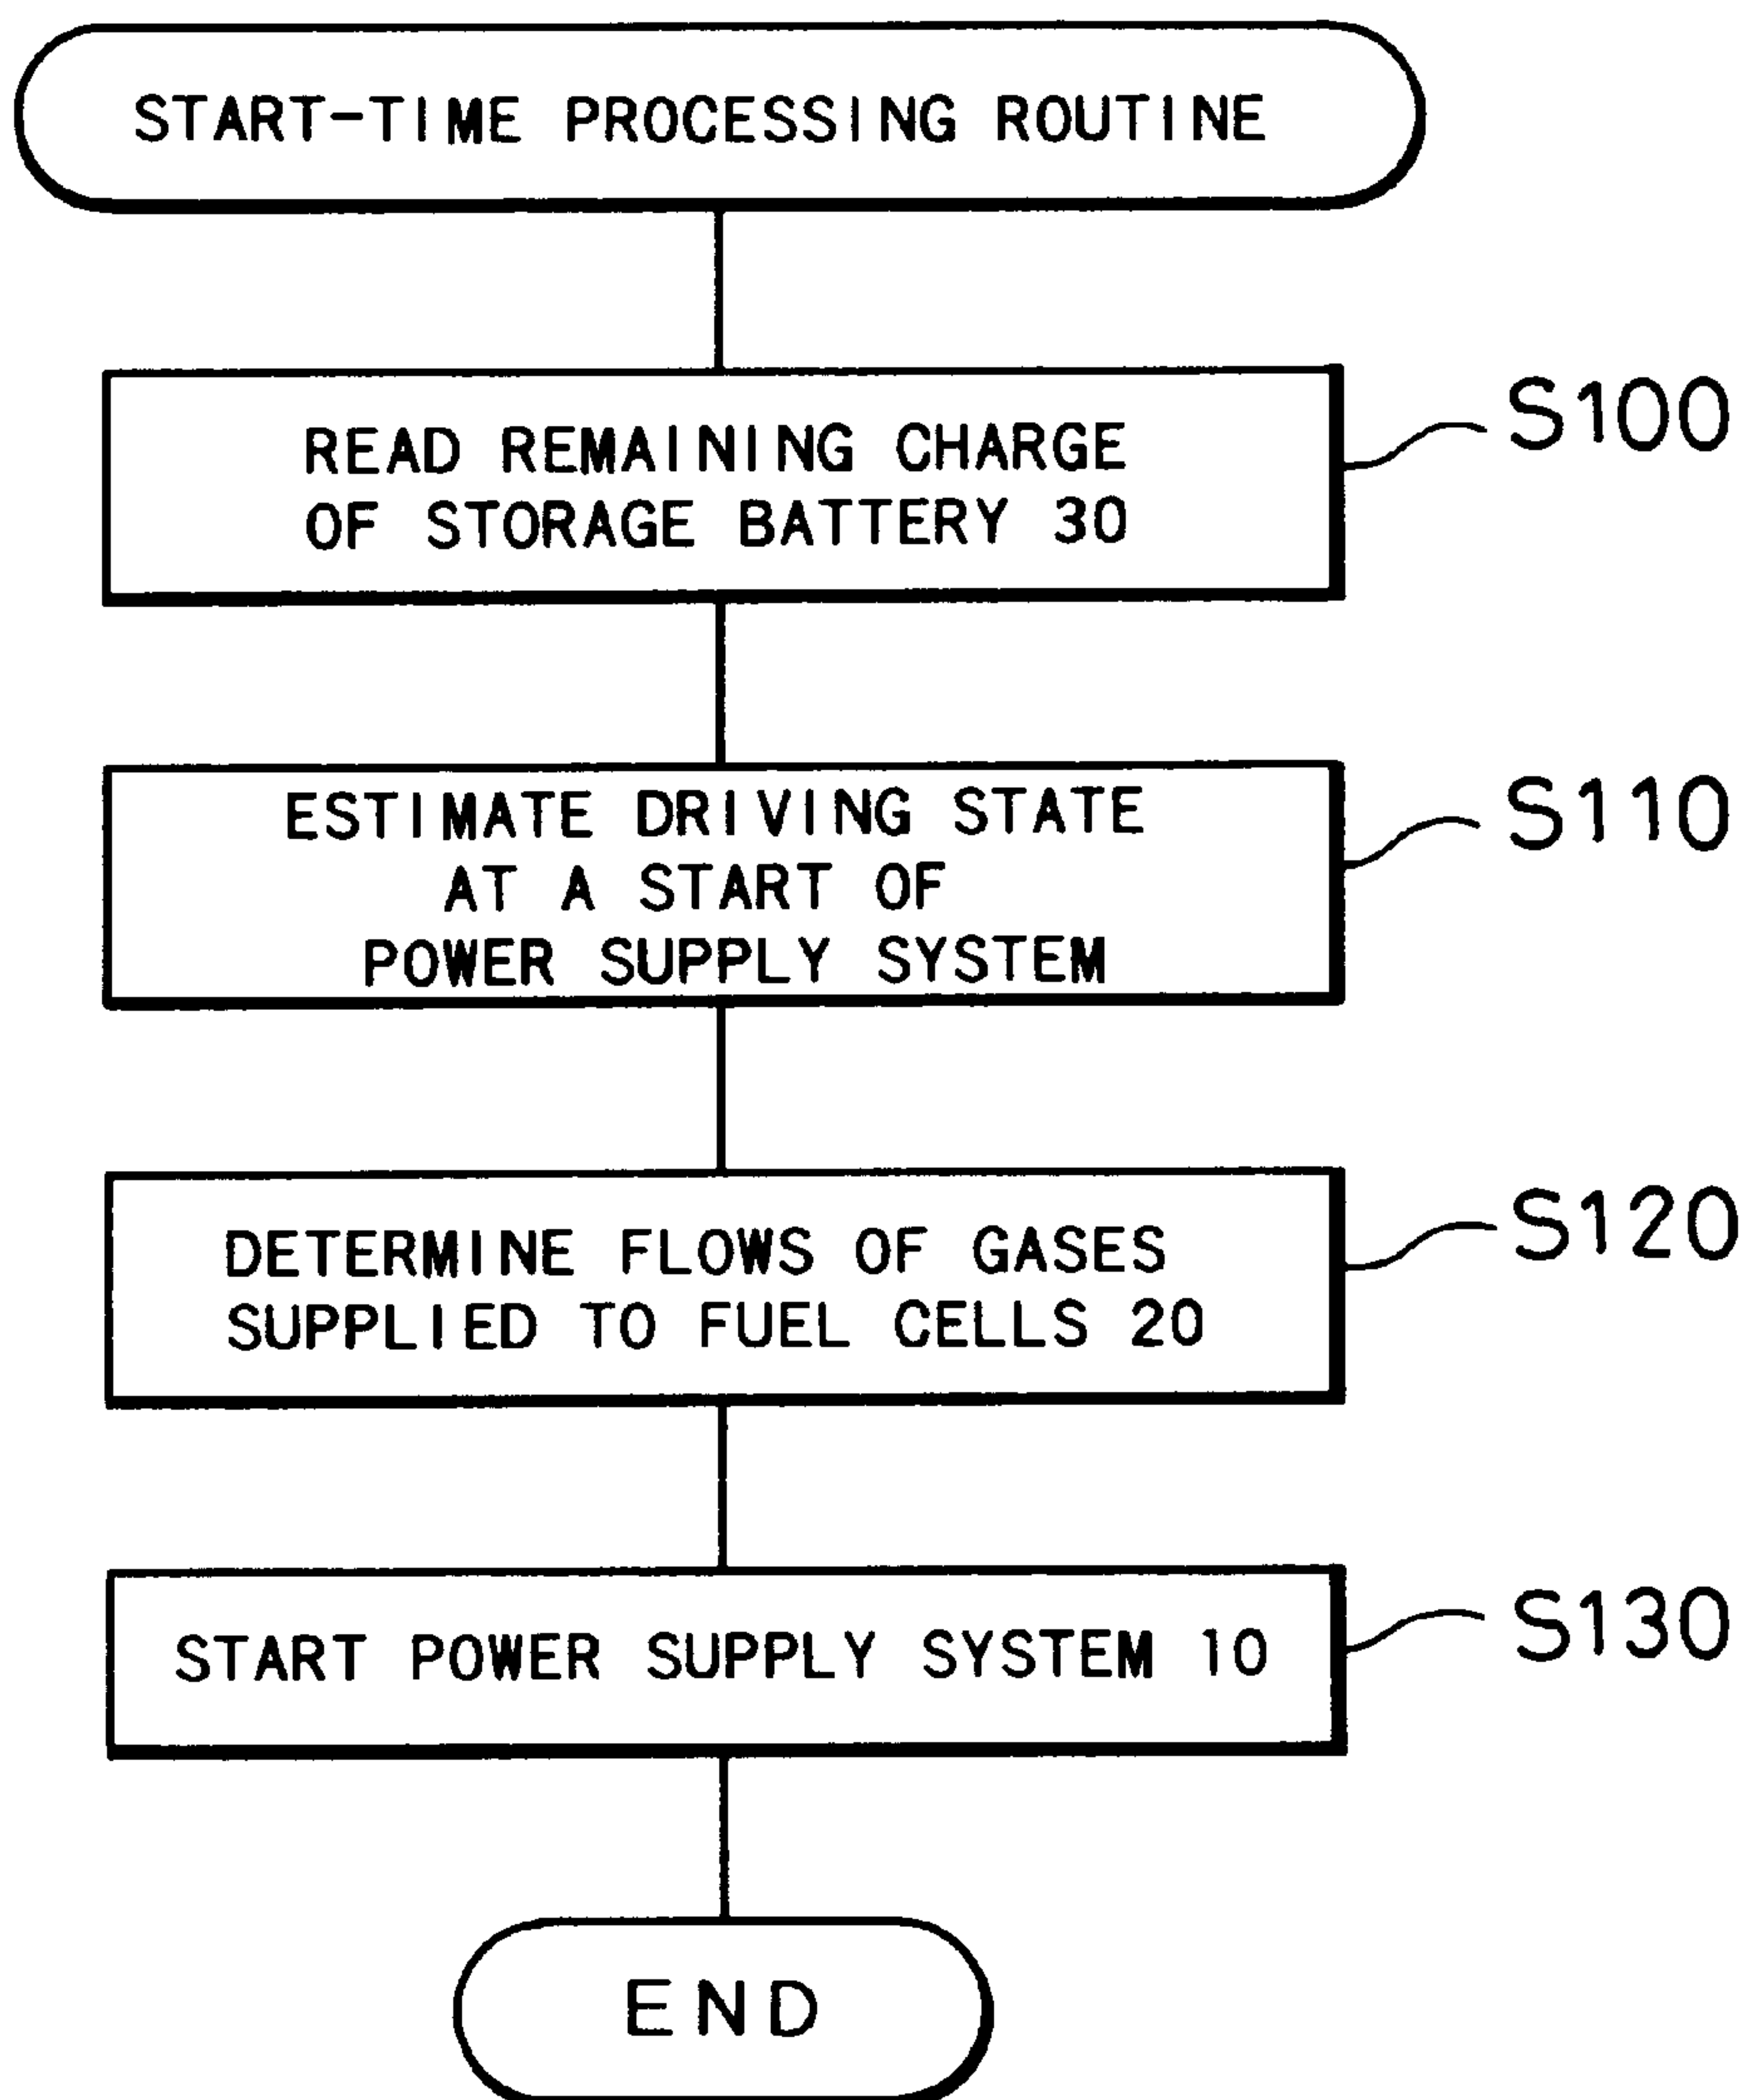 START-TIME PROCESSING ROUTINE
READ REMAINING CHARGE
OF STORAGE BATTERY 30
S100
ESTIMATE DRIVING STATE
AT A START OF
POWER SUPPLY SYSTEM
S110
DETERMINE FLOWS OF GASES
SUPPLIED TO FUEL CELLS 20
S120
START POWER SUPPLY SYSTEM 10
S130
END